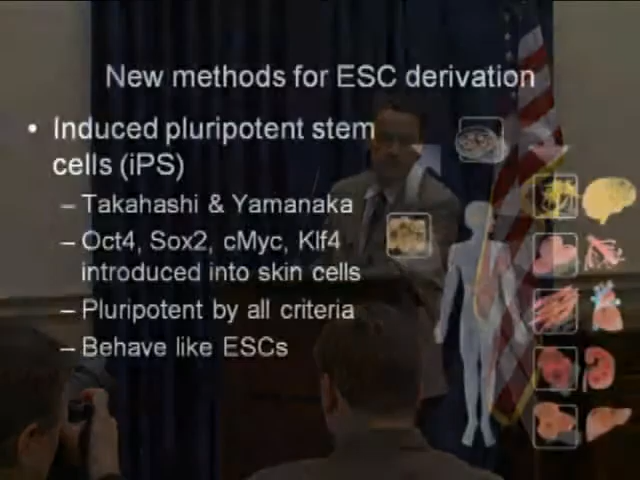 New methods for ESC derivation
• Induced pluripotent stem
cells (iPS)
– Takahashi & Yamanaka
– Oct4, Sox2, cMyc, Klf4
introduced into skin cells
– Pluripotent by all criteria
– Behave like ESCs